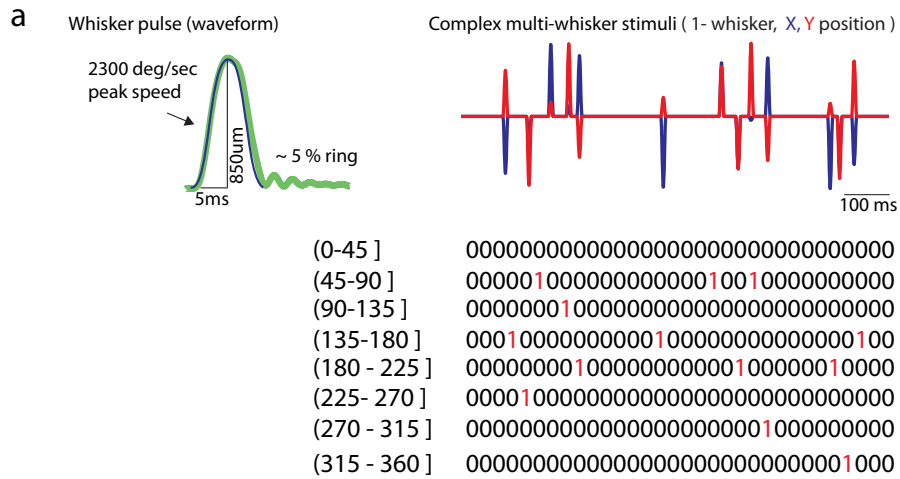 a
Whisker pulse (waveform)
Complex multi-whisker stimuli ( 1- whisker, X, Y position )
2300 deg/sec
peak speed
850um
~ 5 % ring
5ms
100 ms
(0-45 ] 00000000000000000000000000000000
(45-90 ] 00000100000000000010010000000000
(90-135 ] 00000001000000000000000000000000
(135-180 ] 00010000000000100000000000000100
(180 - 225 ] 00000000100000000000100000010000
(225- 270 ] 00001000000000000000000000000000
(270 - 315 ] 00000000000000000000001000000000
(315 - 360 ] 00000000000000000000000000001000